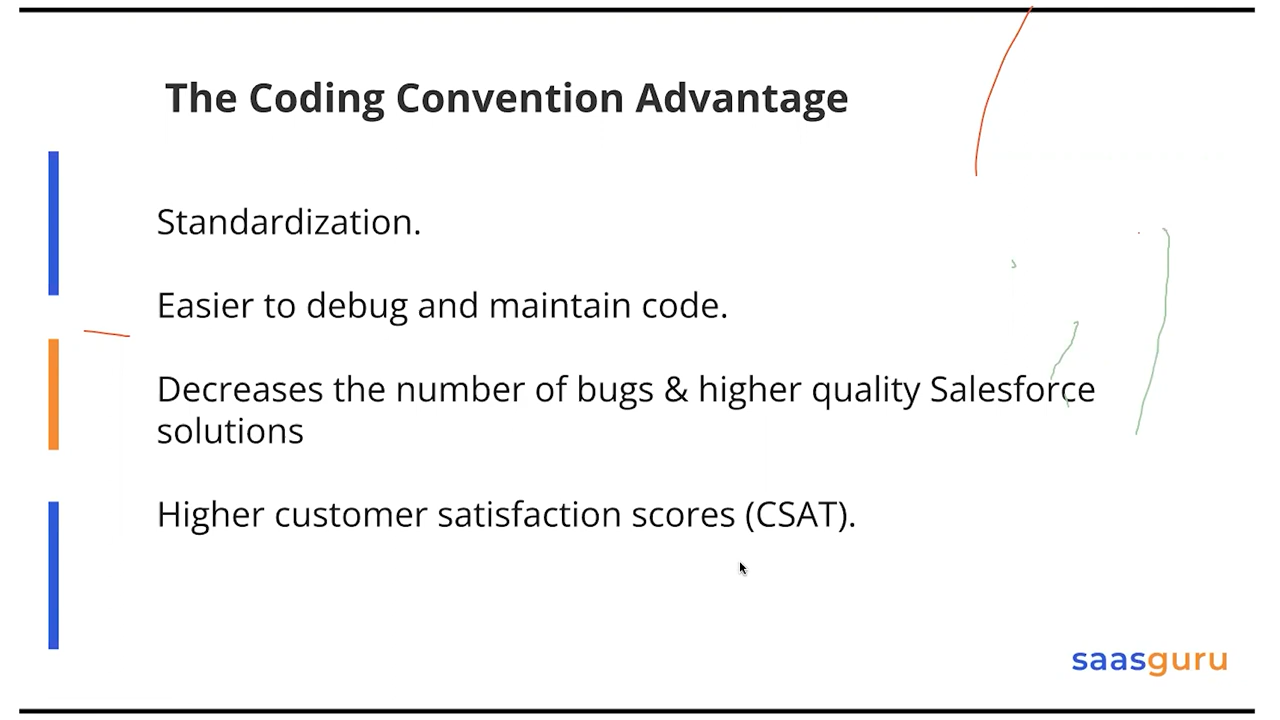 The Coding Convention Advantage
Standardization.
Easier to debug and maintain code.
Decreases the number of bugs & higher quality Salesforce
solutions
Higher customer satisfaction scores (CSAT).
saasguru